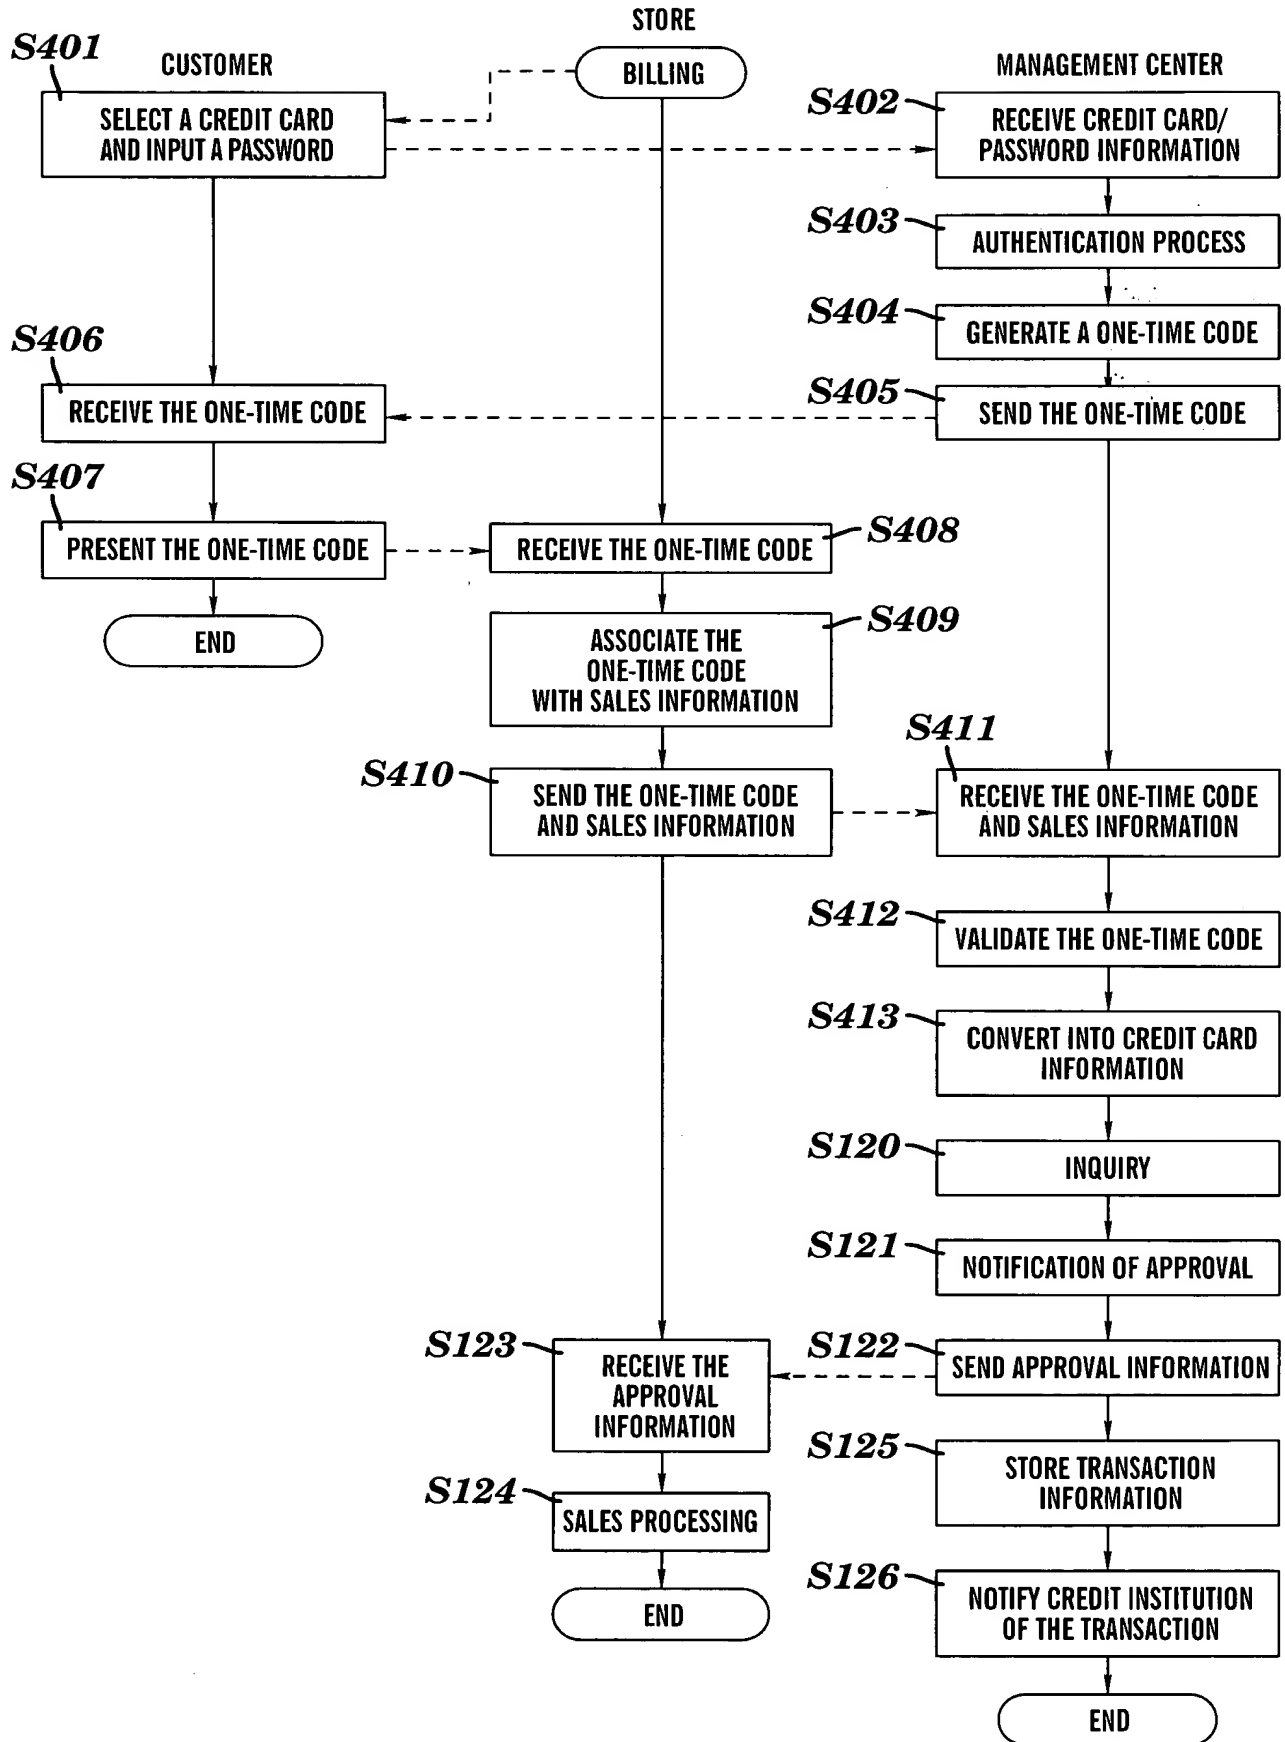 STORE
S401
CUSTOMER
BILLING
MANAGEMENT CENTER
SELECT A CREDIT CARD
AND INPUT A PASSWORD
S402
RECEIVE CREDIT CARD/
PASSWORD INFORMATION
S403
AUTHENTICATION PROCESS
S404
GENERATE A ONE-TIME CODE
S406
RECEIVE THE ONE-TIME CODE
S405
SEND THE ONE-TIME CODE
S407
PRESENT THE ONE-TIME CODE
RECEIVE THE ONE-TIME CODE
S408
END
ASSOCIATE THE
ONE-TIME CODE
WITH SALES INFORMATION
S409
S410
SEND THE ONE-TIME CODE
AND SALES INFORMATION
S411
RECEIVE THE ONE-TIME CODE
AND SALES INFORMATION
S412
VALIDATE THE ONE-TIME CODE
S413
CONVERT INTO CREDIT CARD
INFORMATION
S120
INQUIRY
S121
NOTIFICATION OF APPROVAL
S123
RECEIVE THE
APPROVAL
INFORMATION
S122
SEND APPROVAL INFORMATION
S124
SALES PROCESSING
S125
STORE TRANSACTION
INFORMATION
END
S126
NOTIFY CREDIT INSTITUTION
OF THE TRANSACTION
END